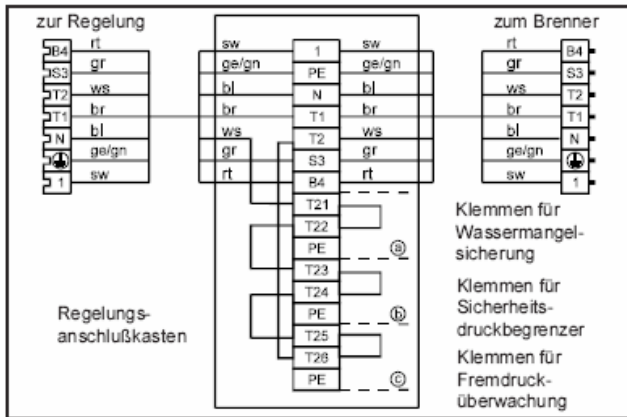 zur Regelung
B4 rt
S3 gr
T2 ws
T1 br
N bl
ge/gn
1 sw
sw 1 sw
ge/gn PE ge/gn
bl N bl
br T1 br
ws T2 ws
gr S3 gr
rt B4 rt
T21
T22
PE ⓐ
T23
T24
PE ⓑ
T25
T26
PE ⓒ
zum Brenner
rt B4
gr S3
ws T2
br T1
bl N
ge/gn
sw 1
Klemmen für
Wassermangel-
sicherung
Klemmen für
Sicherheits-
druckbegrenzer
Klemmen für
Fremdruck-
überwachung
Regelungs-
anschlußkasten